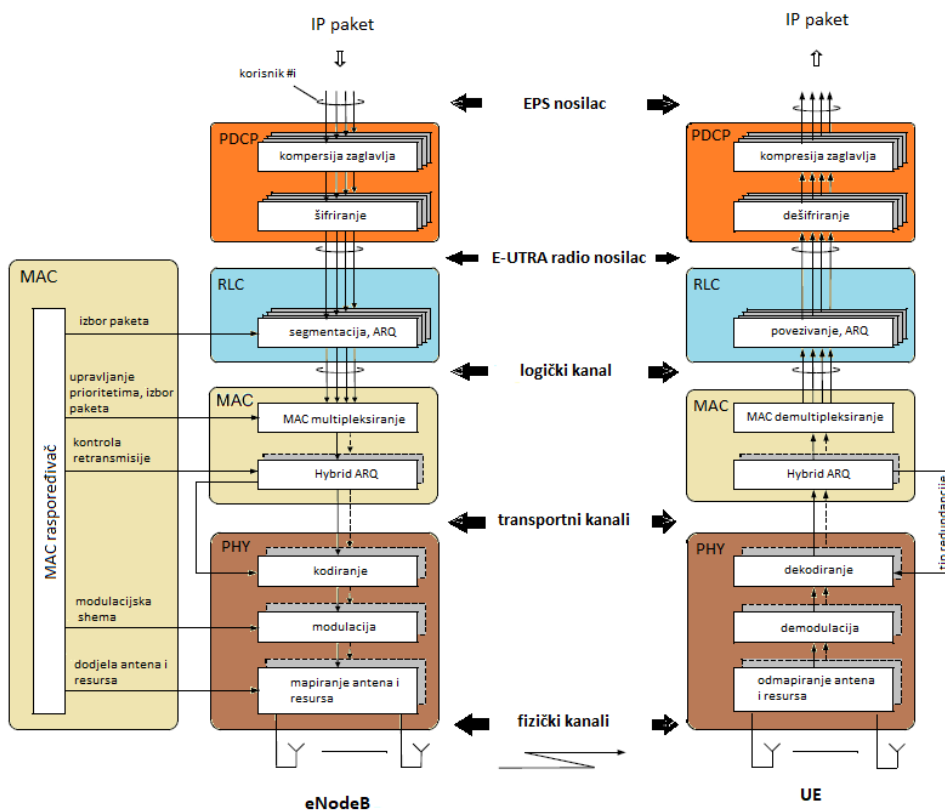 IP paket
IP paket
korisnik #i
EPS nosilac
PDCP
kompersija zaglavlja
šifriranje
PDCP
kompresija zaglavlja
dešifriranje
E-UTRA radio nosilac
MAC
MAC raspoređivač
izbor paketa
upravljanje
prioritetima, izbor
paketa
kontrola
retransmisije
modulacijska
shema
dodjela antena i
resursa
RLC
segmentacija, ARQ
RLC
povezivanje, ARQ
logički kanal
MAC
MAC multipleksiranje
Hybrid ARQ
MAC
MAC demultipleksiranje
Hybrid ARQ
tip redundancije
transportni kanali
PHY
kodiranje
modulacija
mapiranje antena i
resursa
PHY
dekodiranje
demodulacija
odmapiranje antena
i resursa
fizički kanali
eNodeB
UE